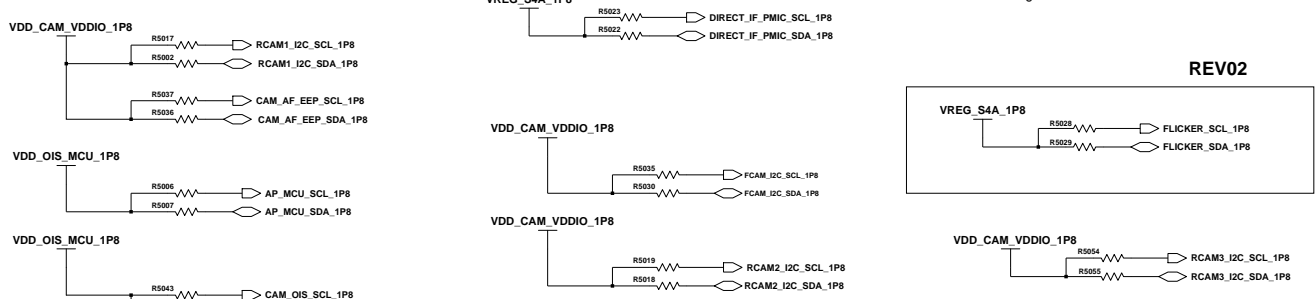 VDD_CAM_VDDIO_1P8
R5017
RCAM1_I2C_SCL_1P8
R5002
RCAM1_I2C_SDA_1P8
R5037
CAM_AF_EEP_SCL_1P8
R5036
CAM_AF_EEP_SDA_1P8
VDD_OIS_MCU_1P8
R5006
AP_MCU_SCL_1P8
R5007
AP_MCU_SDA_1P8
VDD_OIS_MCU_1P8
R5043
CAM_OIS_SCL_1P8
VREG_S4A_1P8
R5023
DIRECT_IF_PMIC_SCL_1P8
R5022
DIRECT_IF_PMIC_SDA_1P8
VDD_CAM_VDDIO_1P8
R5035
FCAM_I2C_SCL_1P8
R5030
FCAM_I2C_SDA_1P8
VDD_CAM_VDDIO_1P8
R5019
RCAM2_I2C_SCL_1P8
R5018
RCAM2_I2C_SDA_1P8
REV02
VREG_S4A_1P8
R5028
FLICKER_SCL_1P8
R5029
FLICKER_SDA_1P8
VDD_CAM_VDDIO_1P8
R5054
RCAM3_I2C_SCL_1P8
R5055
RCAM3_I2C_SDA_1P8